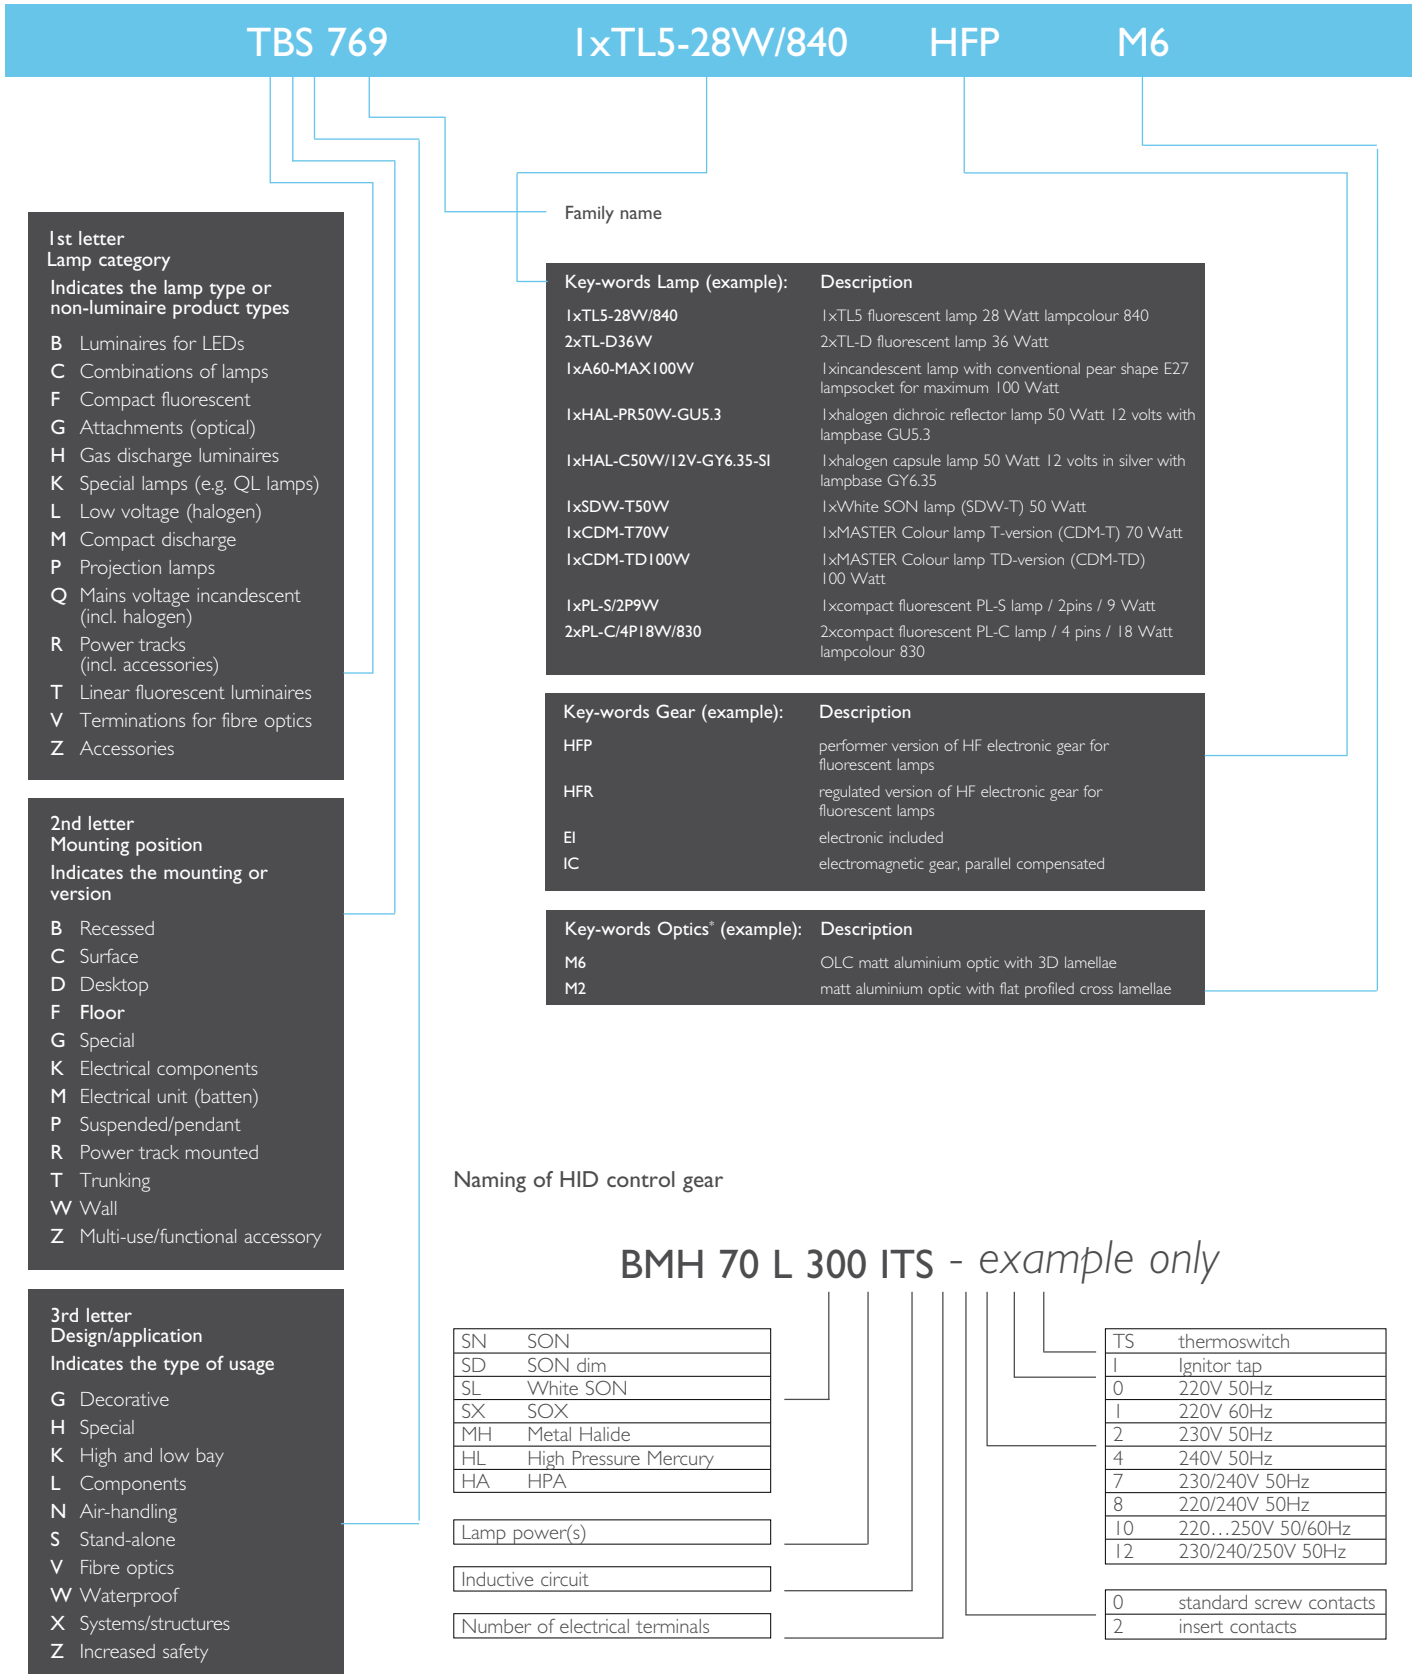 TBS 769 1xTL5-28W/840 HFP M6
Family name
1st letter
Lamp category
Indicates the lamp type or
non-luminaire product types
B Luminaires for LEDs
C Combinations of lamps
F Compact fluorescent
G Attachments (optical)
H Gas discharge luminaires
K Special lamps (e.g. QL lamps)
L Low voltage (halogen)
M Compact discharge
P Projection lamps
Q Mains voltage incandescent
(incl. halogen)
R Power tracks
(incl. accessories)
T Linear fluorescent luminaires
V Terminations for fibre optics
Z Accessories
2nd letter
Mounting position
Indicates the mounting or
version
B Recessed
C Surface
D Desktop
F Floor
G Special
K Electrical components
M Electrical unit (batten)
P Suspended/pendant
R Power track mounted
T Trunking
W Wall
Z Multi-use/functional accessory
3rd letter
Design/application
Indicates the type of usage
G Decorative
H Special
K High and low bay
L Components
N Air-handling
S Stand-alone
V Fibre optics
W Waterproof
X Systems/structures
Z Increased safety
Key-words Lamp (example): Description
1xTL5-28W/840 1xTL5 fluorescent lamp 28 Watt lampcolour 840
2xTL-D36W 2xTL-D fluorescent lamp 36 Watt
1xA60-MAX100W 1xincandescent lamp with conventional pear shape E27
lampsocket for maximum 100 Watt
1xHAL-PR50W-GU5.3 1xhalogen dichroic reflector lamp 50 Watt 12 volts with
lampbase GU5.3
1xHAL-C50W/12V-GY6.35-SI 1xhalogen capsule lamp 50 Watt 12 volts in silver with
lampbase GY6.35
1xSDW-T50W 1xWhite SON lamp (SDW-T) 50 Watt
1xCDM-T70W 1xMASTER Colour lamp T-version (CDM-T) 70 Watt
1xCDM-TD100W 1xMASTER Colour lamp TD-version (CDM-TD)
100 Watt
1xPL-S/2P9W 1xcompact fluorescent PL-S lamp / 2pins / 9 Watt
2xPL-C/4P18W/830 2xcompact fluorescent PL-C lamp / 4 pins / 18 Watt
lampcolour 830
Key-words Gear (example): Description
HFP performer version of HF electronic gear for
fluorescent lamps
HFR regulated version of HF electronic gear for
fluorescent lamps
EI electronic included
IC electromagnetic gear, parallel compensated
Key-words Optics* (example): Description
M6 OLC matt aluminium optic with 3D lamellae
M2 matt aluminium optic with flat profiled cross lamellae
Naming of HID control gear
BMH 70 L 300 ITS - example only
SN SON
SD SON dim
SL White SON
SX SOX
MH Metal Halide
HL High Pressure Mercury
HA HPA
Lamp power(s)
Inductive circuit
Number of electrical terminals
TS thermoswitch
I Ignitor tap
0 220V 50Hz
1 220V 60Hz
2 230V 50Hz
4 240V 50Hz
7 230/240V 50Hz
8 220/240V 50Hz
10 220…250V 50/60Hz
12 230/240/250V 50Hz
0 standard screw contacts
2 insert contacts